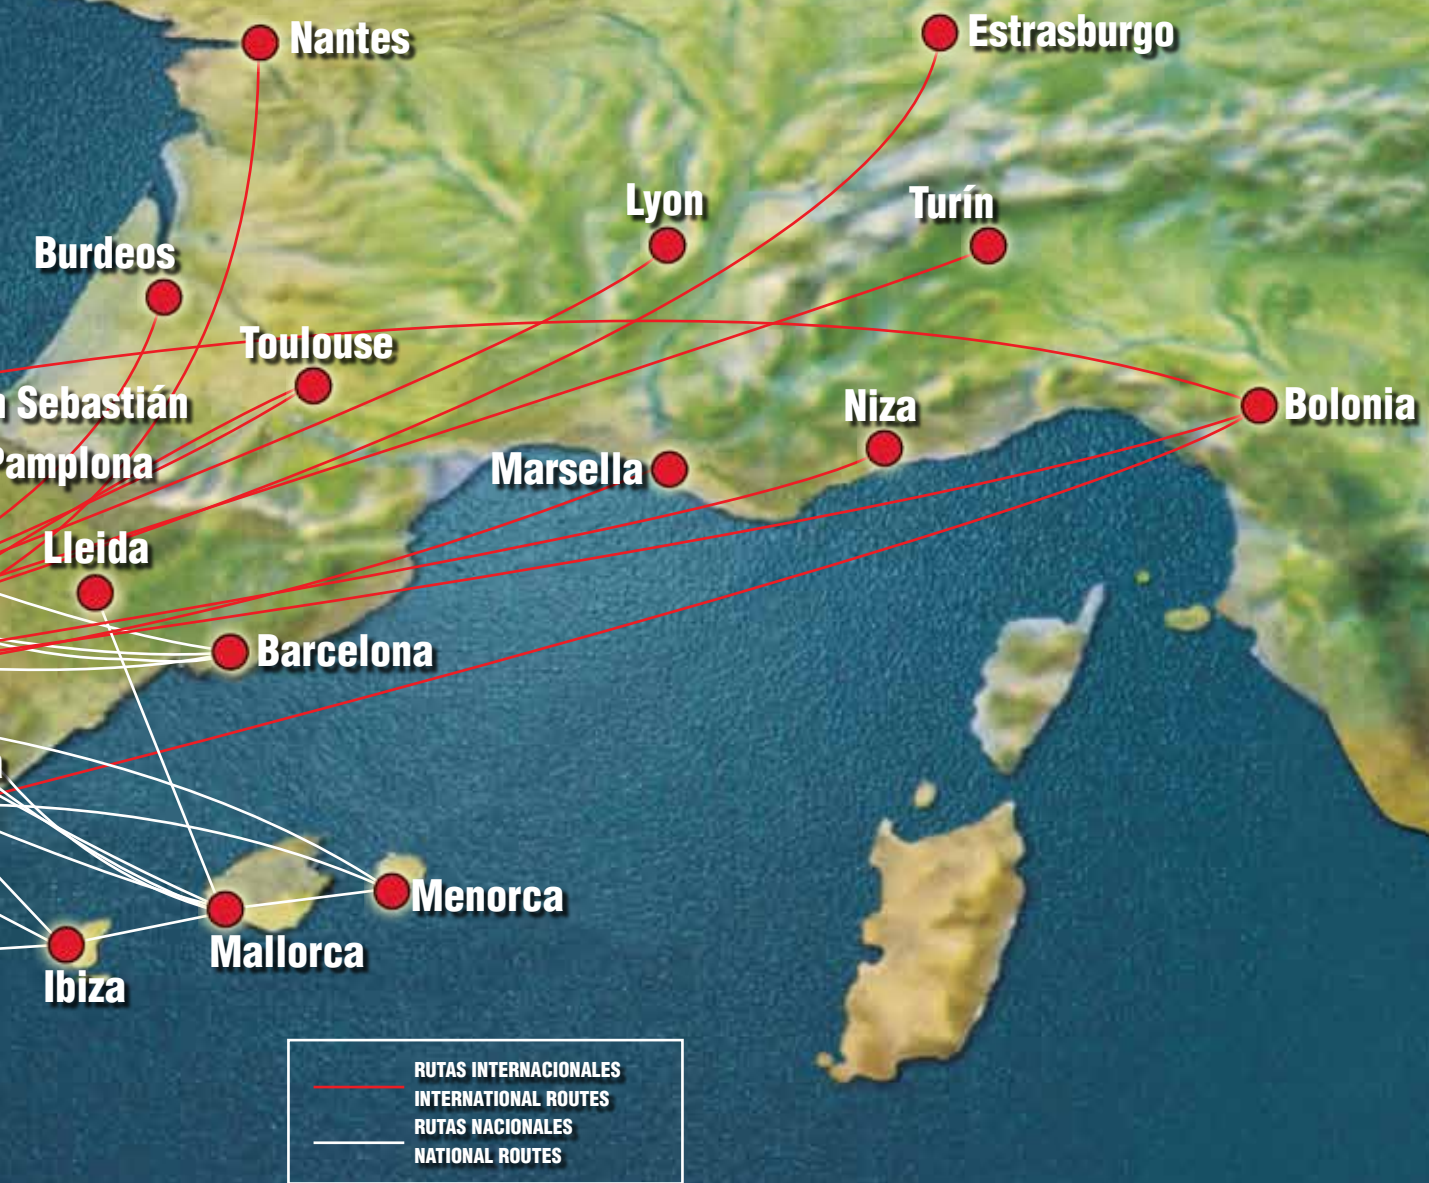 Nantes
Estrasburgo
Lyon
Turín
Burdeos
Toulouse
Sebastián
Niza
Bolonia
Pamplona
Marsella
Lleida
Barcelona
Menorca
Mallorca
Ibiza
RUTAS INTERNACIONALES
INTERNATIONAL ROUTES
RUTAS NACIONALES
NATIONAL ROUTES